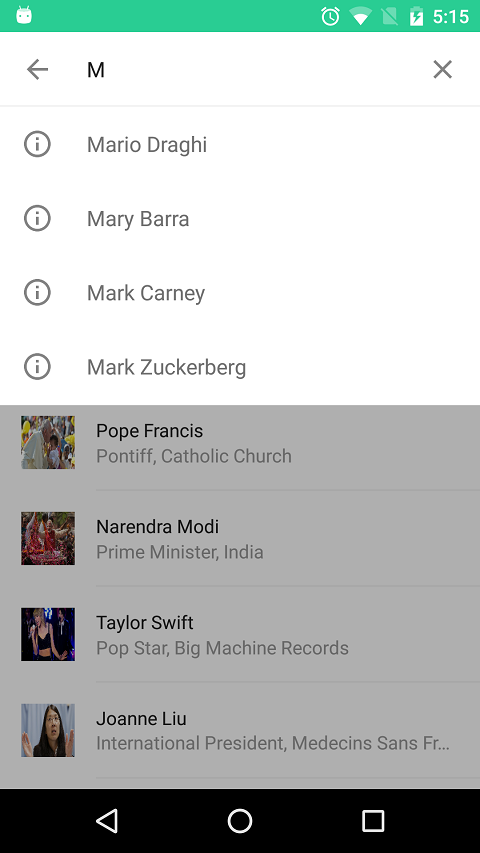 5:15
M
Mario Draghi
Mary Barra
Mark Carney
Mark Zuckerberg
Pope Francis
Pontiff, Catholic Church
Narendra Modi
Prime Minister, India
Taylor Swift
Pop Star, Big Machine Records
Joanne Liu
International President, Medecins Sans Fr...